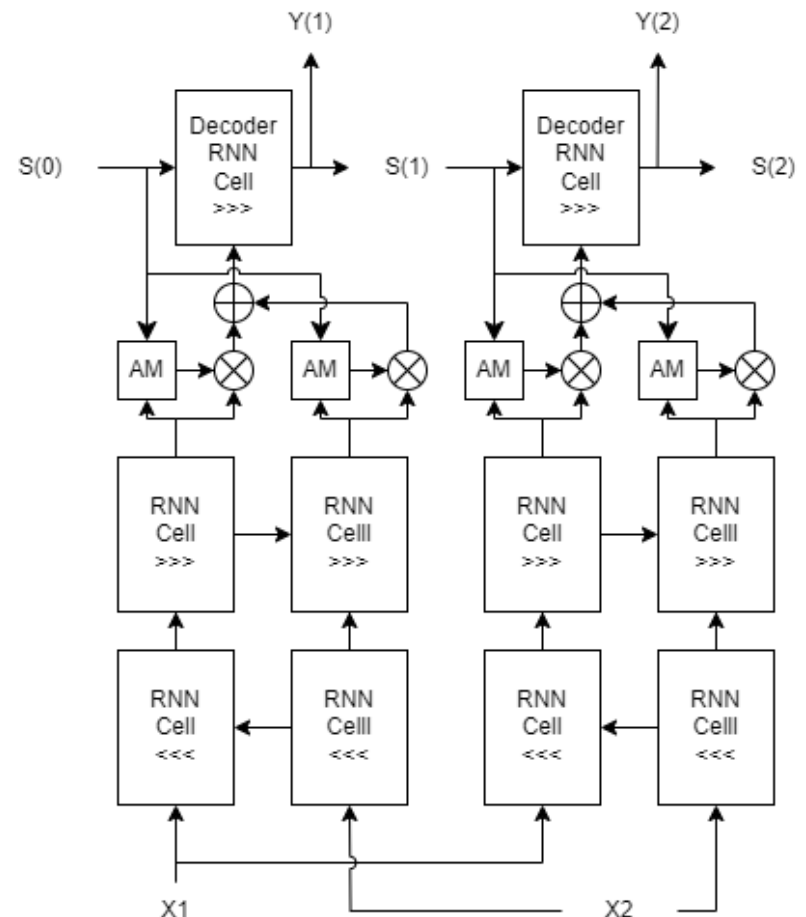 Y(1)
Y(2)
S(0)
Decoder
RNN
Cell
>>>
S(1)
Decoder
RNN
Cell
>>>
S(2)
AM
AM
AM
AM
RNN
Cell
>>>
RNN
Celll
>>>
RNN
Cell
>>>
RNN
Celll
>>>
RNN
Cell
<<<
RNN
Celll
<<<
RNN
Cell
<<<
RNN
Celll
<<<
X1
X2